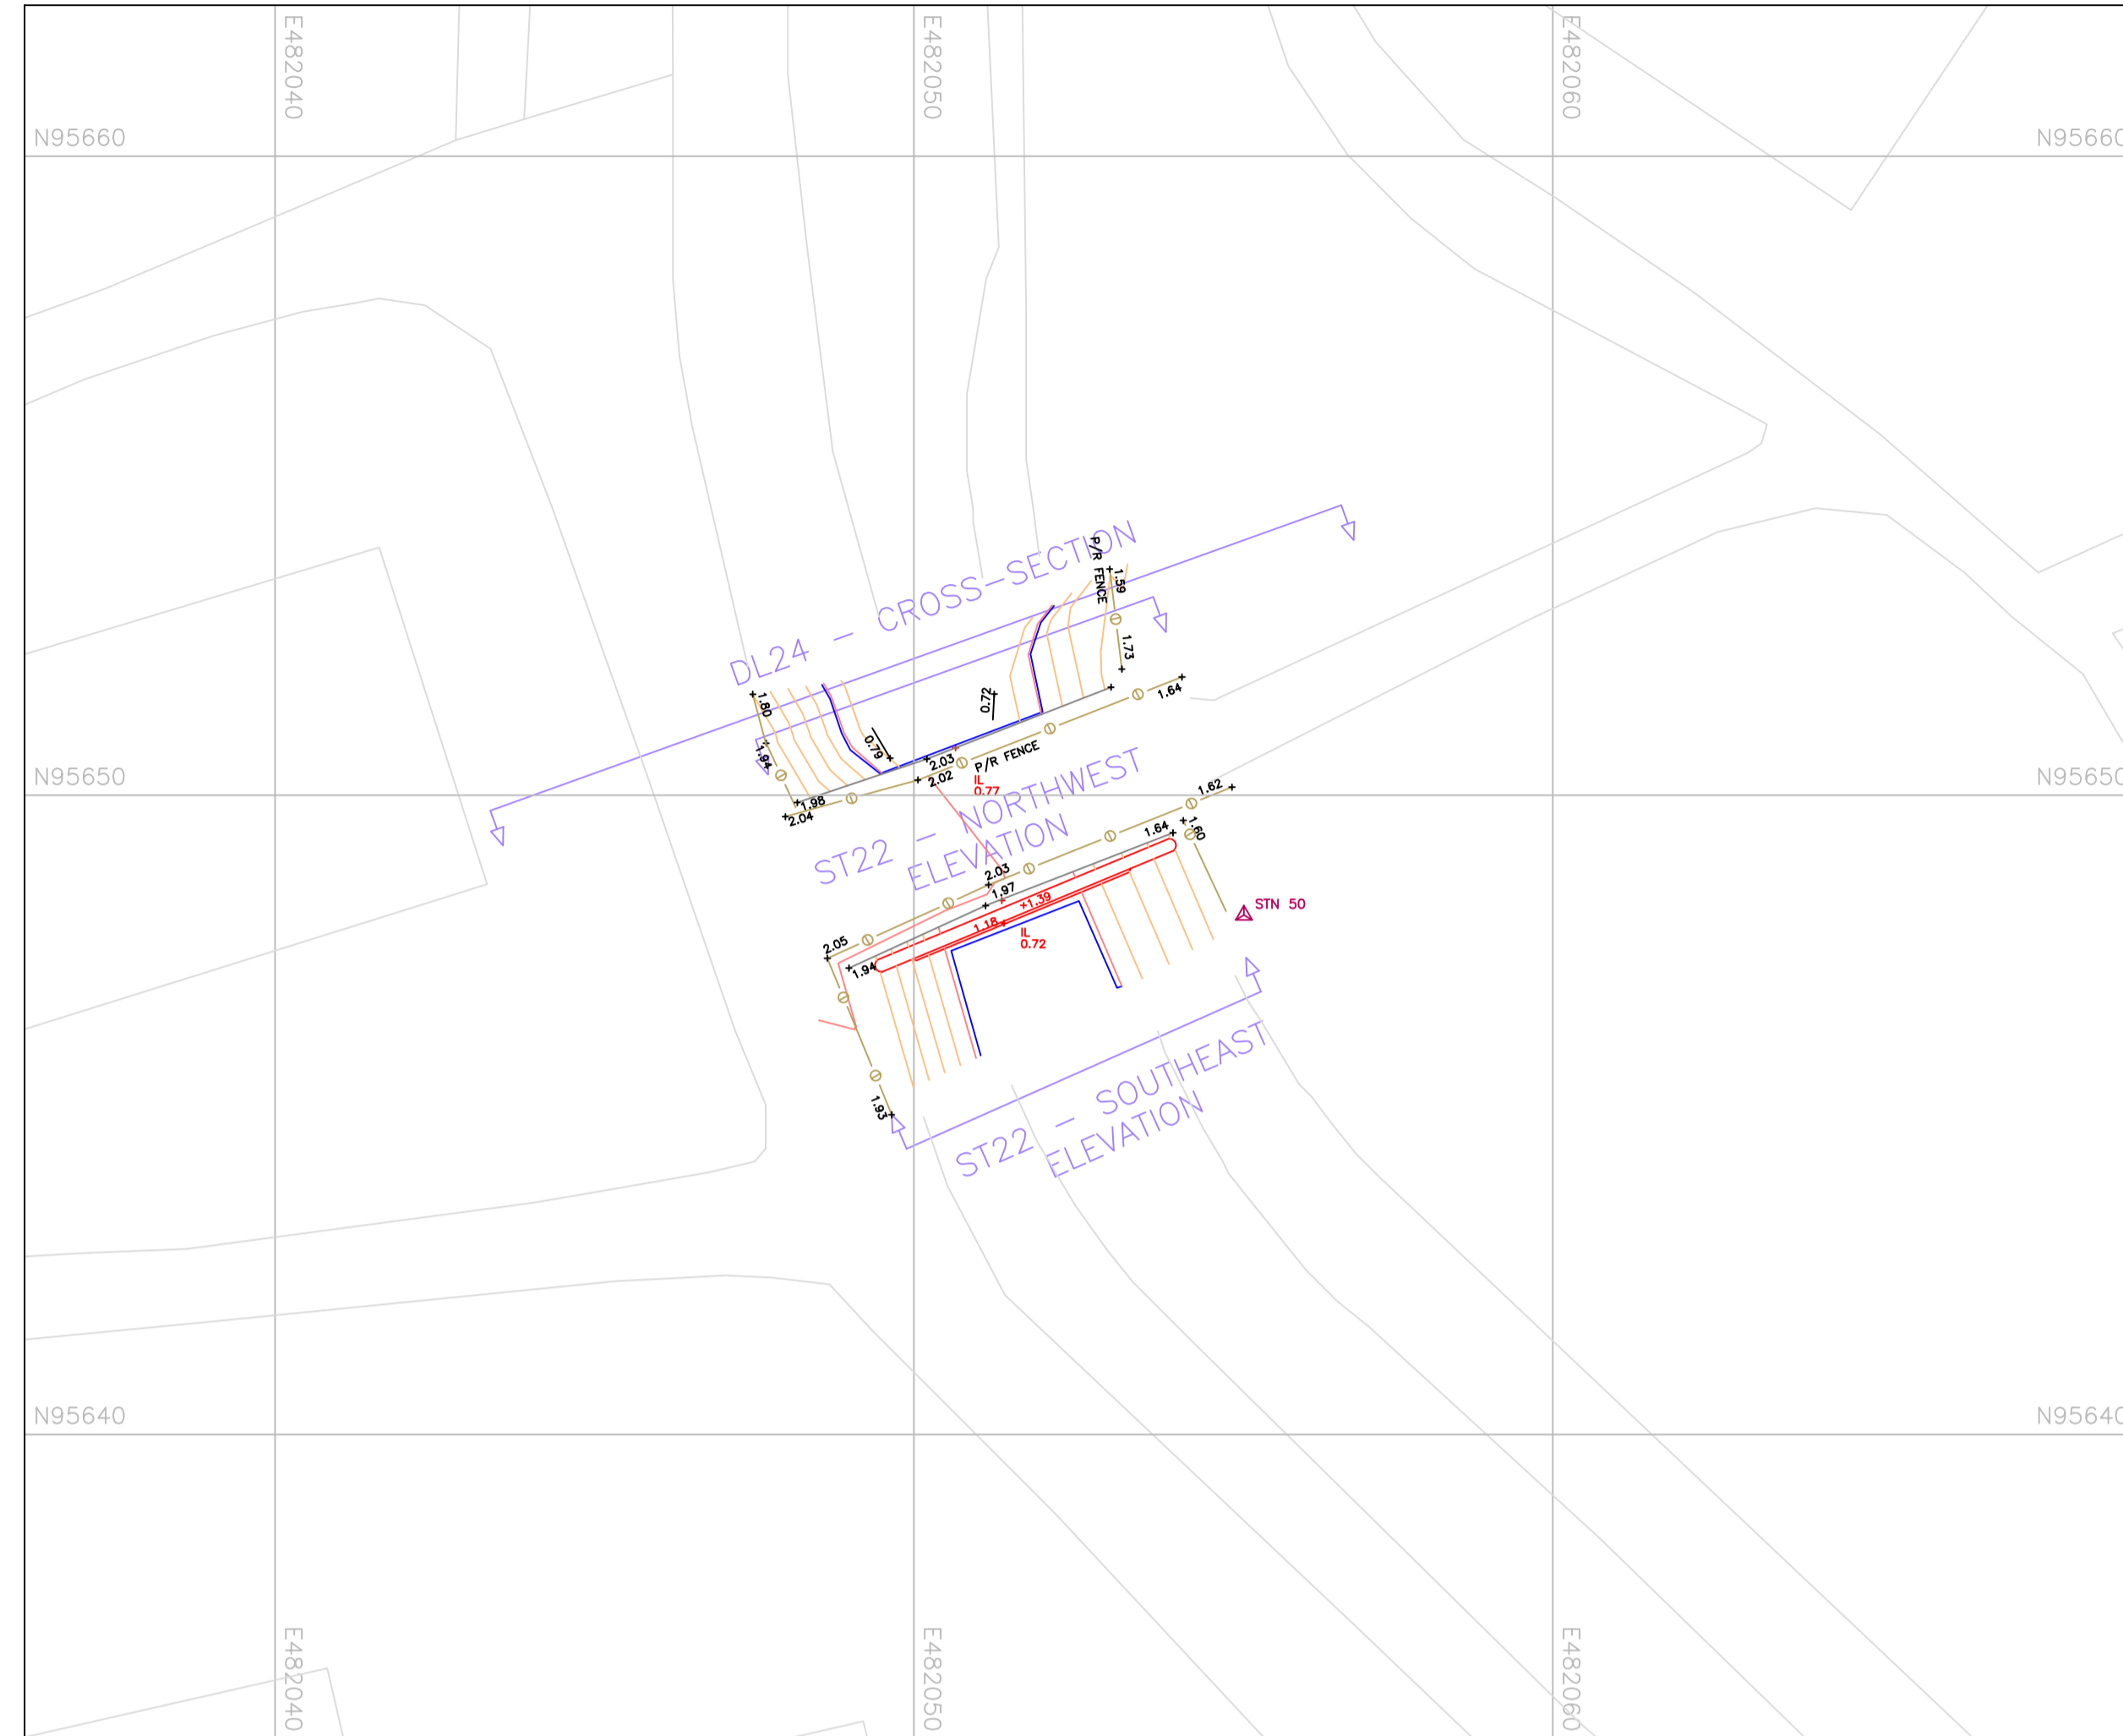 E482040
E482050
E482060
N95660
N95660
DL24 - CROSS-SECTION
P/R FENCE
1.59
1.73
1.80
1.94
0.79
0.72
1.64
2.03
2.02
P/R FENCE
IL
0.77
1.98
2.04
N95650
N95650
ST22 - NORTHWEST
ELEVATION
1.62
1.64
1.60
2.03
1.97
+1.39
1.18
IL
0.72
STN 50
2.05
1.94
1.93
ST22 - SOUTHEAST
ELEVATION
N95640
N95640
E482040
E482050
E482060